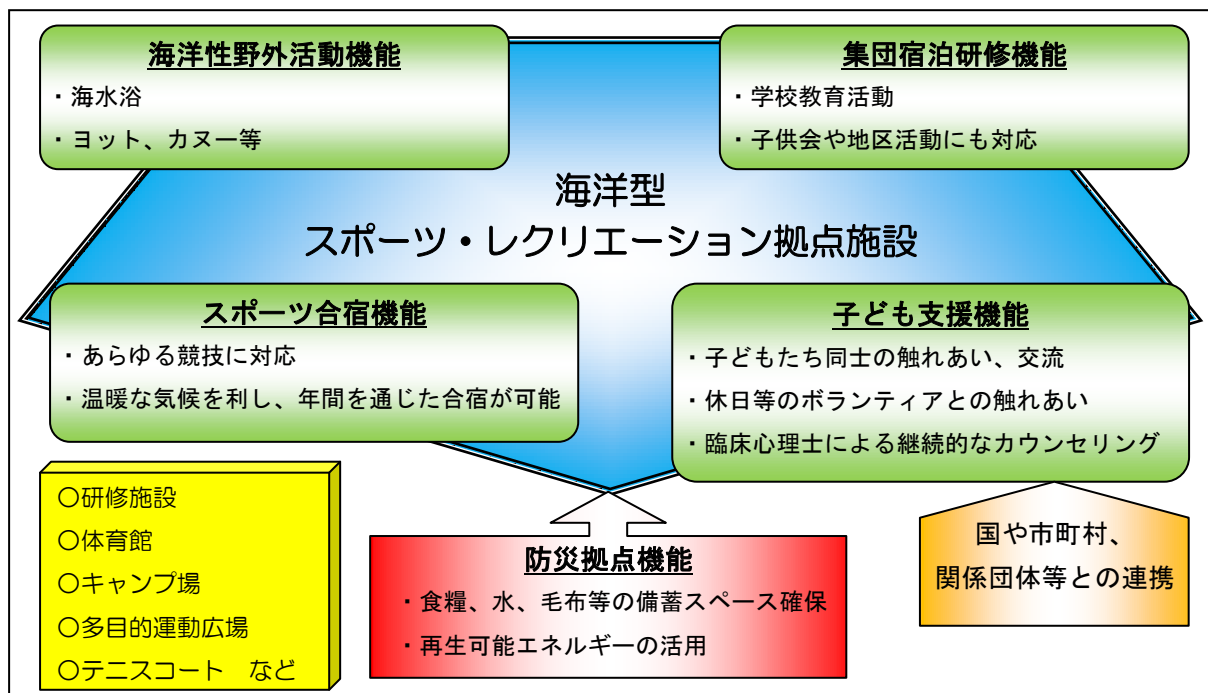 海洋性野外活動機能
・海水浴
・ヨット、カヌー等
集団宿泊研修機能
・学校教育活動
・子供会や地区活動にも対応
海洋型
スポーツ・レクリエーション拠点施設
スポーツ合宿機能
・あらゆる競技に対応
・温暖な気候を利し、年間を通じた合宿が可能
子ども支援機能
・子どもたち同士の触れあい、交流
・休日等のボランティアとの触れあい
・臨床心理士による継続的なカウンセリング
○研修施設
○体育館
○キャンプ場
○多目的運動広場
○テニスコート　など
防災拠点機能
・食糧、水、毛布等の備蓄スペース確保
・再生可能エネルギーの活用
国や市町村、
関係団体等との連携